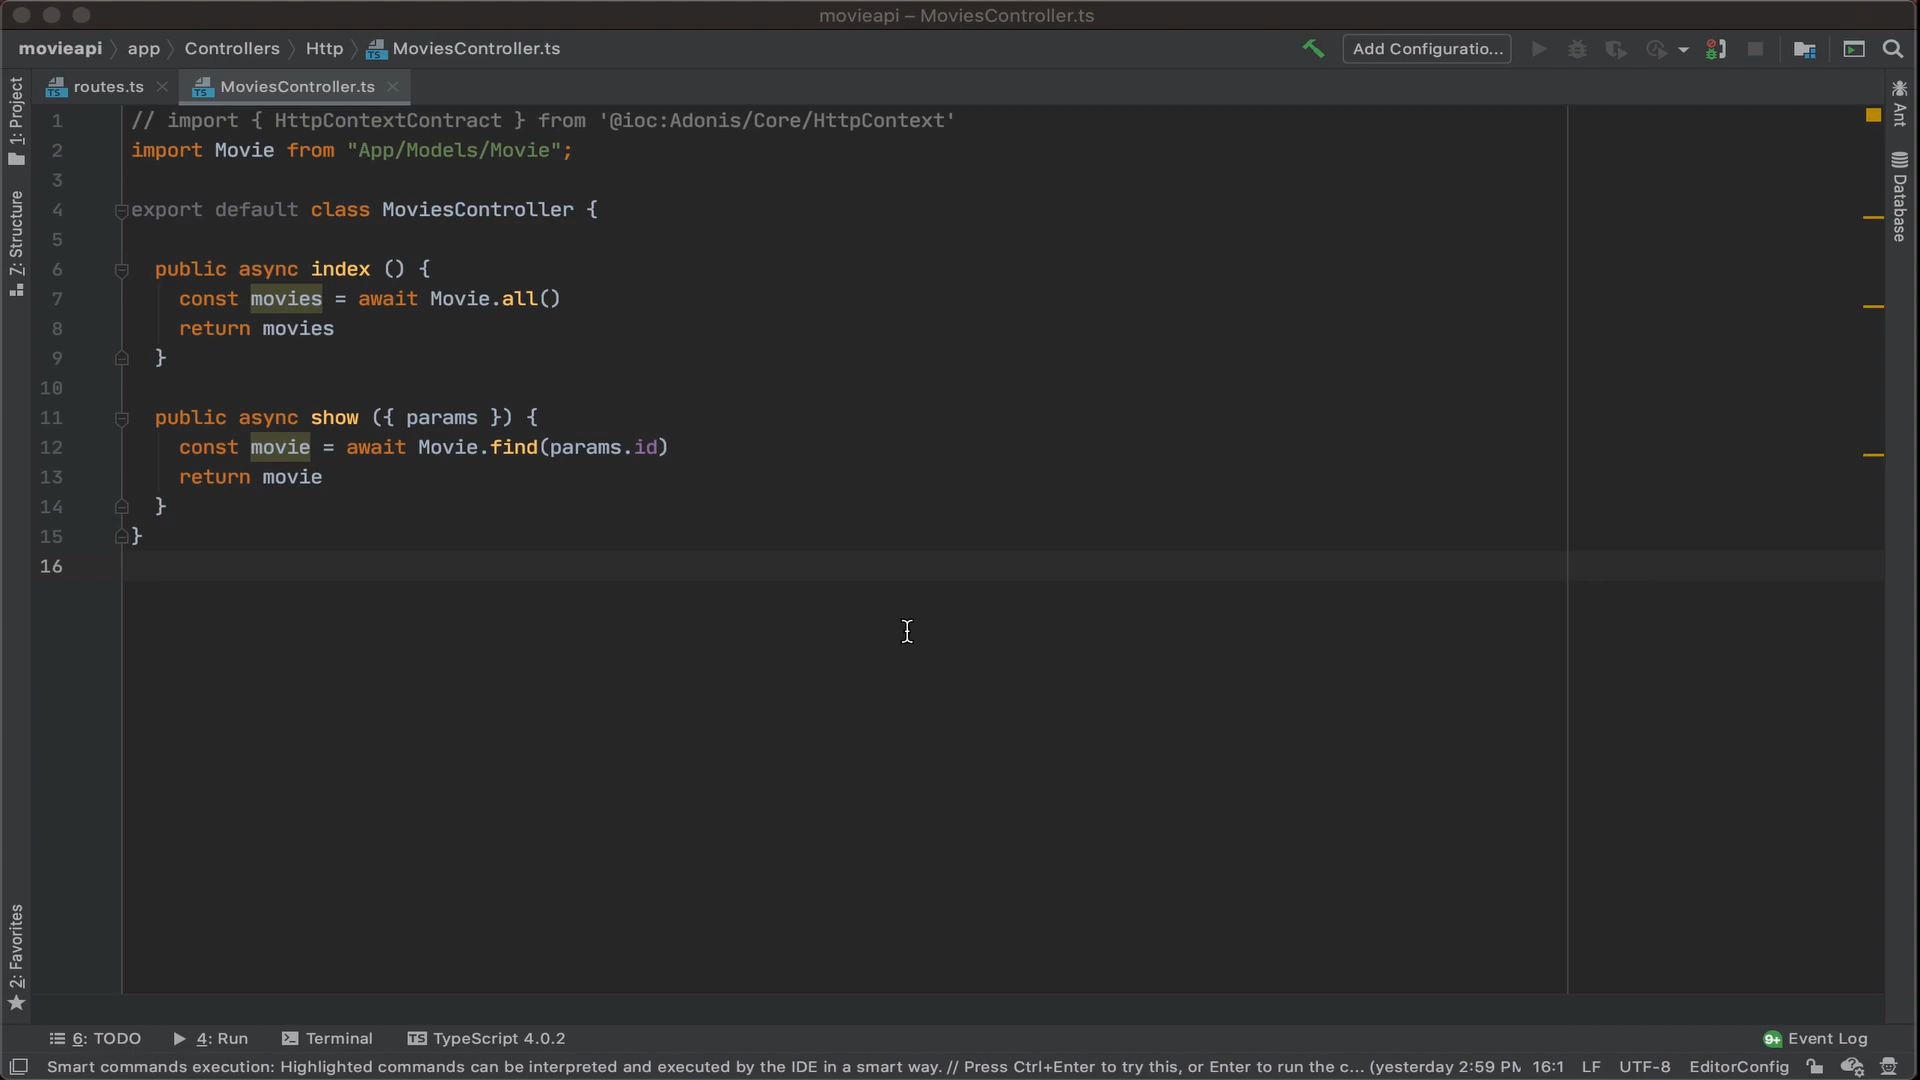 movieapi – MoviesController.ts
movieapi app Controllers Http TS MoviesController.ts Add Configuratio...
TS routes.ts TS MoviesController.ts
1: Project
7: Structure
2: Favorites
1 // import { HttpContextContract } from '@ioc:Adonis/Core/HttpContext'
2 import Movie from "App/Models/Movie";
3
4 export default class MoviesController {
5
6 public async index () {
7 const movies = await Movie.all()
8 return movies
9 }
10
11 public async show ({ params }) {
12 const movie = await Movie.find(params.id)
13 return movie
14 }
15 }
16
Ant
Database
6: TODO 4: Run Terminal TS TypeScript 4.0.2 9+ Event Log
Smart commands execution: Highlighted commands can be interpreted and executed by the IDE in a smart way. // Press Ctrl+Enter to try this, or Enter to run the c... (yesterday 2:59 PM 16:1 LF UTF-8 EditorConfig